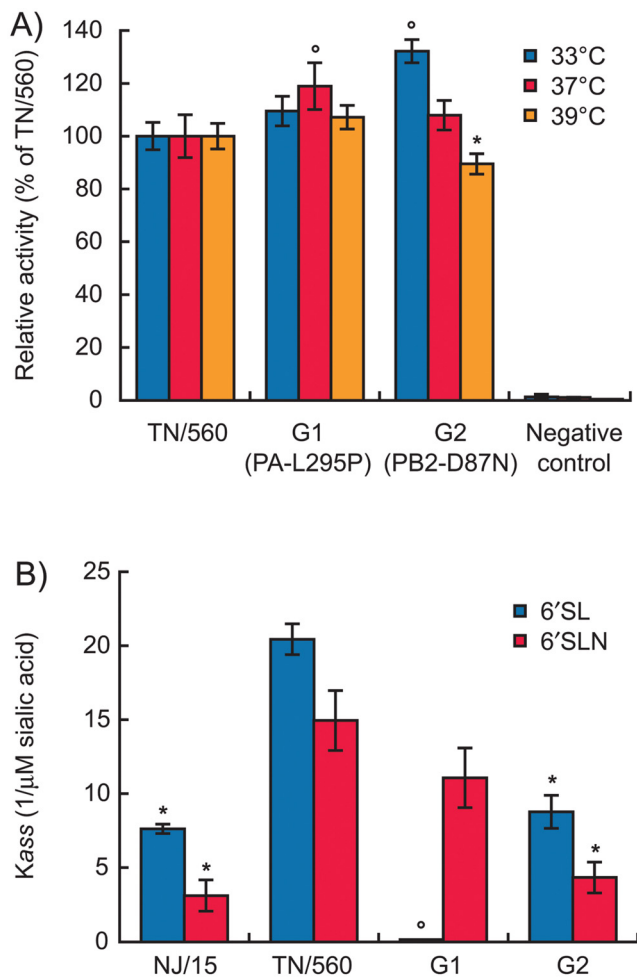 A)
Relative activity (% of TN/560)
140
120
100
80
60
40
20
0
33°C
37°C
39°C
°
°
*
TN/560
G1
(PA-L295P)
G2
(PB2-D87N)
Negative
control
B)
Kass (1/μM sialic acid)
25
20
15
10
5
0
6′SL
6′SLN
*
*
°
*
*
NJ/15
TN/560
G1
G2